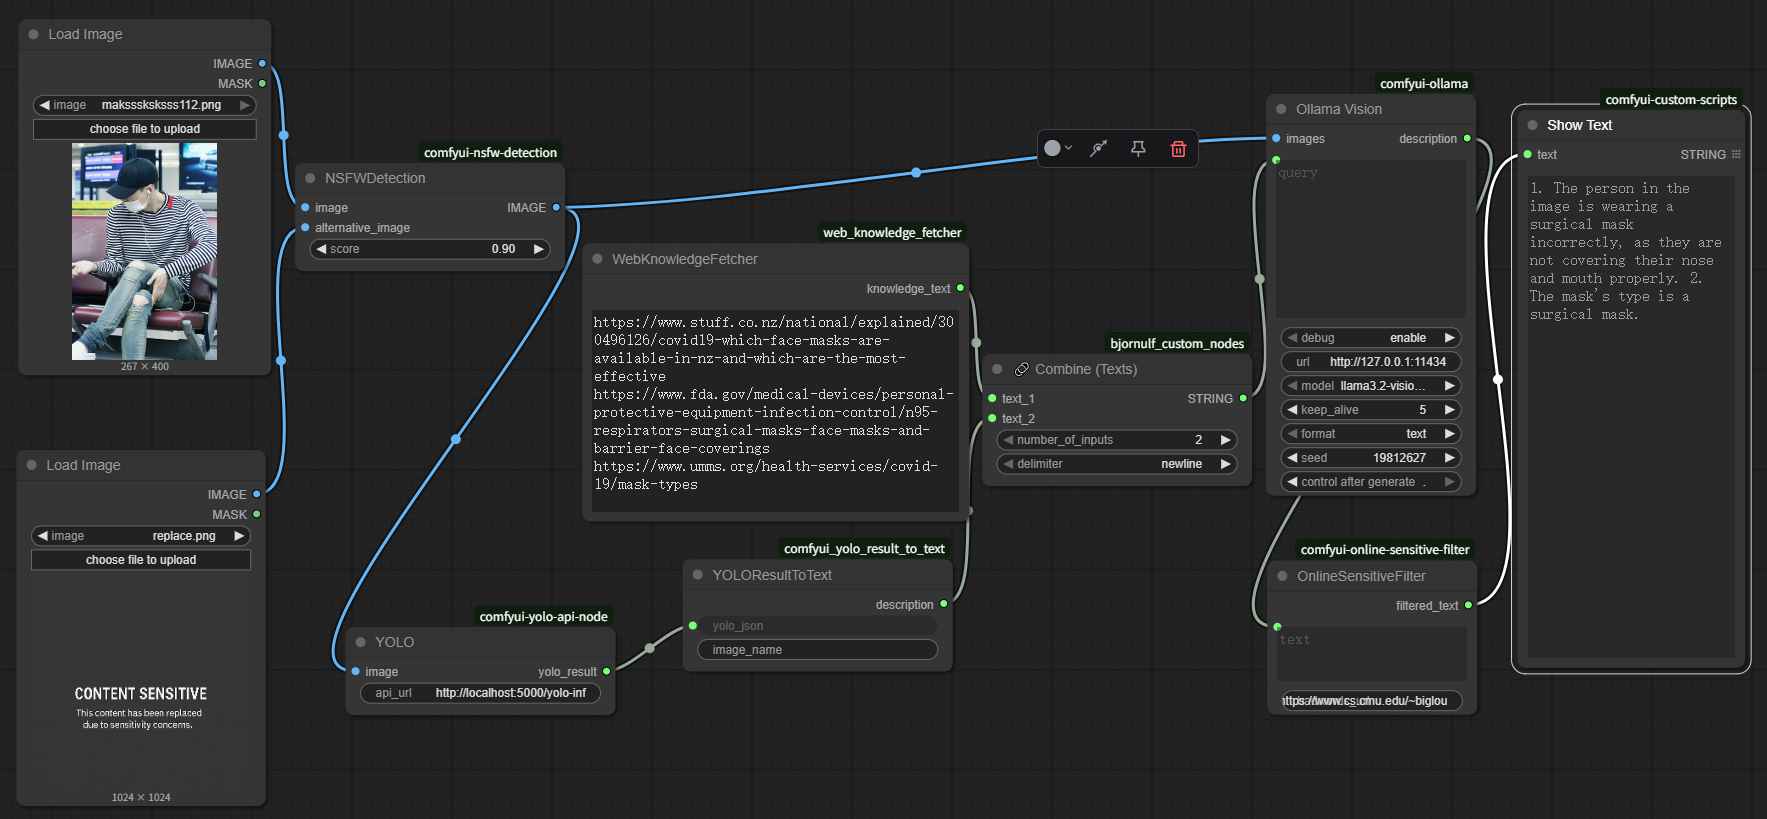 Load Image
IMAGE
MASK
image maksssksksss112.png
choose file to upload
267 × 400
Load Image
IMAGE
MASK
image replace.png
choose file to upload
CONTENT SENSITIVE
This content has been replaced
due to sensitivity concerns.
1024 × 1024
comfyui-nsfw-detection
NSFWDetection
image IMAGE
alternative_image
score 0.90
web_knowledge_fetcher
WebKnowledgeFetcher
knowledge_text
https://www.stuff.co.nz/national/explained/30
0496126/covid19-which-face-masks-are-
available-in-nz-and-which-are-the-most-
effective
https://www.fda.gov/medical-devices/personal-
protective-equipment-infection-control/n95-
respirators-surgical-masks-face-masks-and-
barrier-face-coverings
https://www.umms.org/health-services/covid-
19/mask-types
comfyui-yolo-api-node
YOLO
image yolo_result
api_url http://localhost:5000/yolo-inf
comfyui_yolo_result_to_text
YOLOResultToText
description
yolo_json
image_name
bjornulf_custom_nodes
Combine (Texts)
text_1 STRING
text_2
number_of_inputs 2
delimiter newline
comfyui-ollama
Ollama Vision
images description
query
debug enable
url http://127.0.0.1:11434
model llama3.2-visio...
keep_alive 5
format text
seed 19812627
control after generate .
comfyui-online-sensitive-filter
OnlineSensitiveFilter
filtered_text
text
https://www.cs.cmu.edu/~biglou
comfyui-custom-scripts
Show Text
text STRING
1. The person in the
image is wearing a
surgical mask
incorrectly, as they are
not covering their nose
and mouth properly. 2.
The mask's type is a
surgical mask.